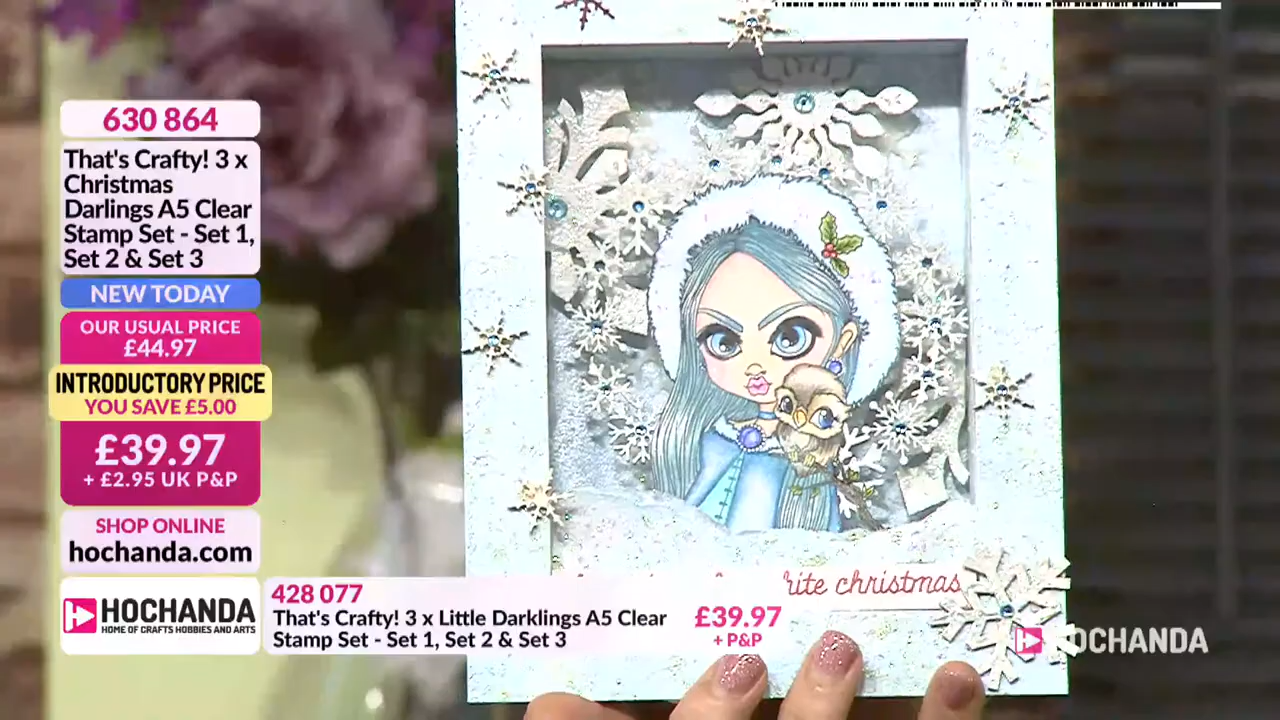 630 864
That's Crafty! 3 x
Christmas
Darlings A5 Clear
Stamp Set - Set 1,
Set 2 & Set 3
NEW TODAY
OUR USUAL PRICE
£44.97
INTRODUCTORY PRICE
YOU SAVE £5.00
£39.97
+ £2.95 UK P&P
SHOP ONLINE
hochanda.com
HOCHANDA
HOME OF CRAFTS HOBBIES AND ARTS
428 077
That's Crafty! 3 x Little Darklings A5 Clear
Stamp Set - Set 1, Set 2 & Set 3
£39.97
+ P&P
christmas
HOCHANDA